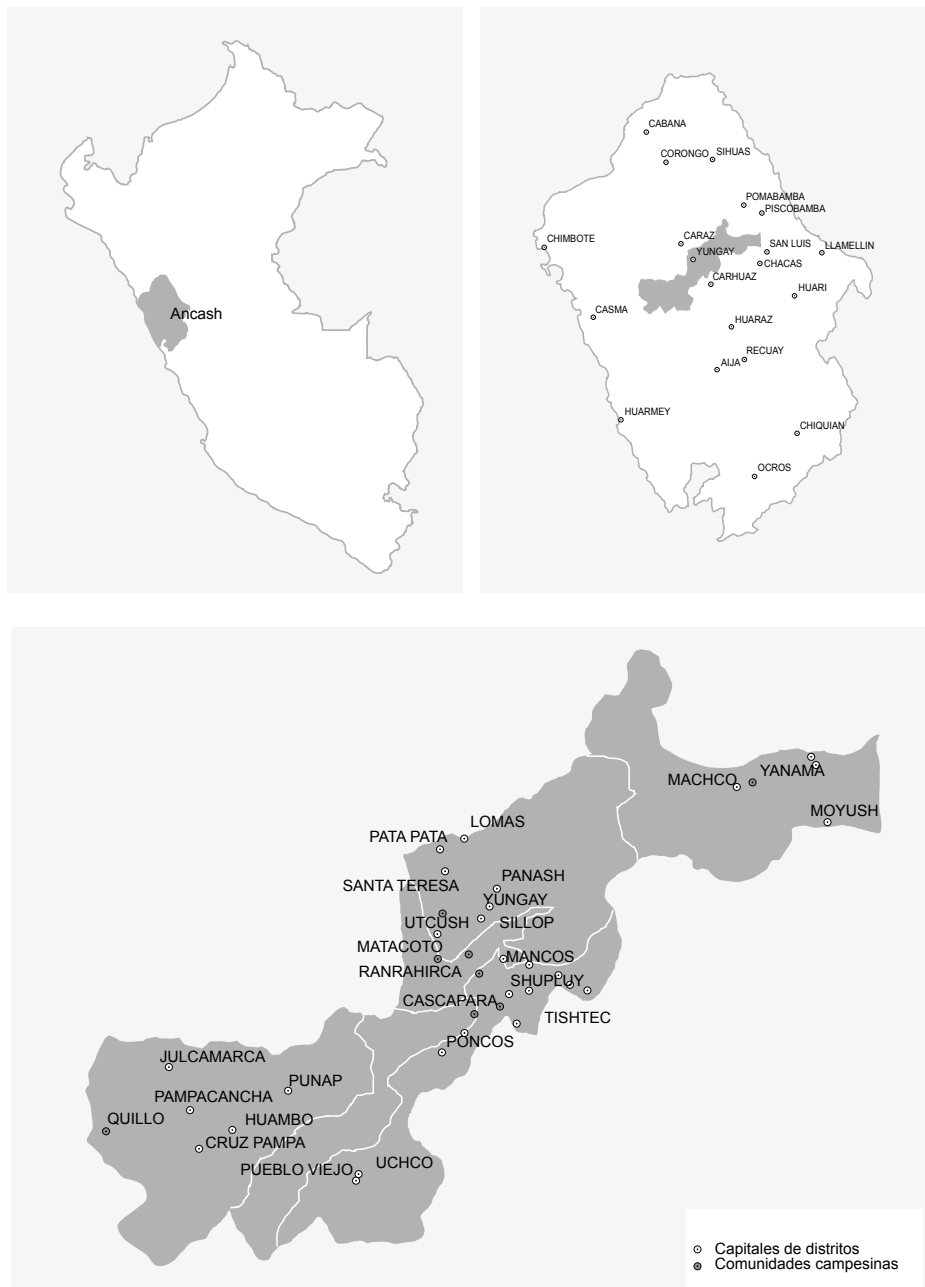 Ancash
CABANA
CORONGO
SIHUAS
POMABAMBA
PISCOBAMBA
CHIMBOTE
CARAZ
SAN LUIS
LLAMELLIN
YUNGAY
CHACAS
CARHUAZ
HUARI
CASMA
HUARAZ
RECUAY
AIJA
HUARMEY
CHIQUIAN
OCROS
YANAMA
MACHCO
MOYUSH
LOMAS
PATA PATA
PANASH
SANTA TERESA
YUNGAY
UTCUSH
SILLOP
MATACOTO
MANCOS
RANRAHIRCA
SHUPLUY
CASCAPARA
TISHTEC
PONCOS
JULCAMARCA
PUNAP
PAMPACANCHA
QUILLO
HUAMBO
CRUZ PAMPA
UCHCO
PUEBLO VIEJO
Capitales de distritos
Comunidades campesinas